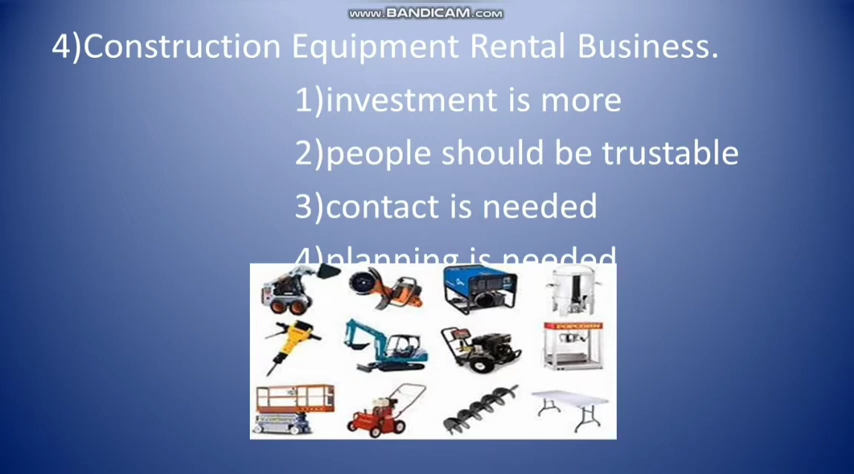 www.BANDICAM.com
4)Construction Equipment Rental Business.
1)investment is more
2)people should be trustable
3)contact is needed
4)planning is needed
POPCORN